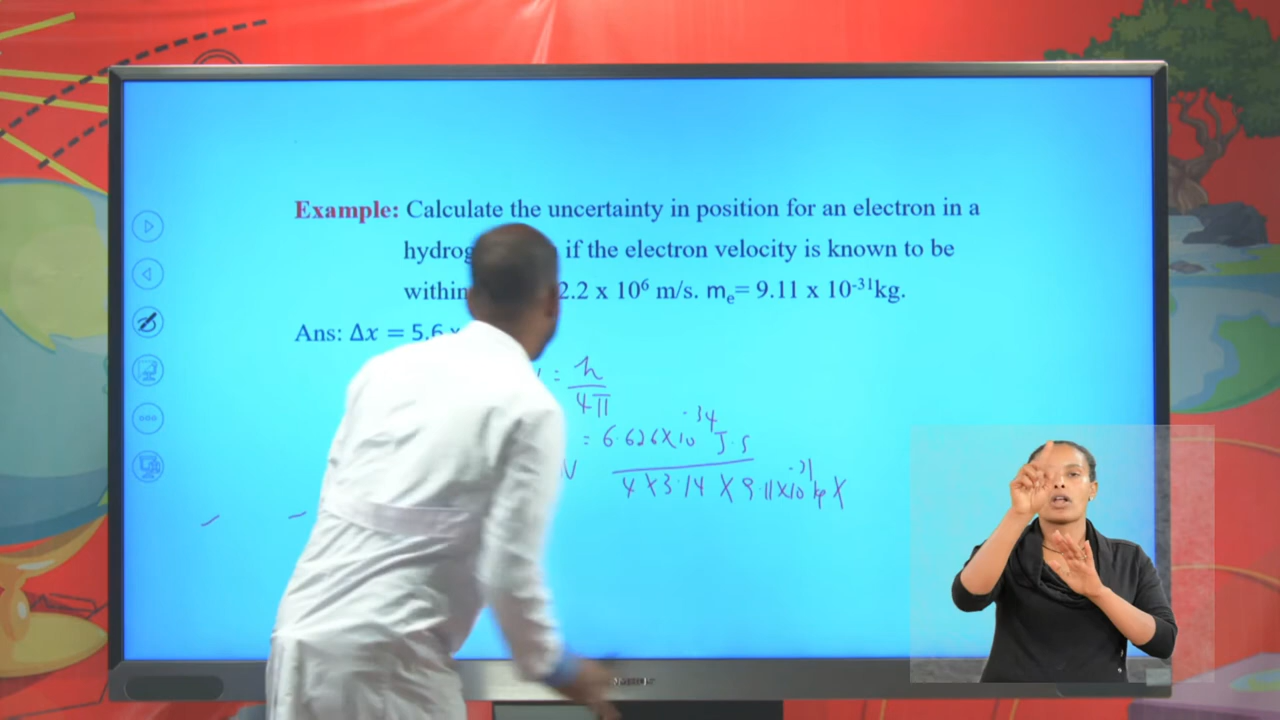 Example: Calculate the uncertainty in position for an electron in a
hydrog if the electron velocity is known to be
within 2.2 x 10⁶ m/s. mₑ= 9.11 x 10⁻³¹kg.
Ans: Δx = 5.6 x
= h
4π
= 6.626X10⁻³⁴ J.s
V
4X3.14 X 9.11X10⁻³¹kg X